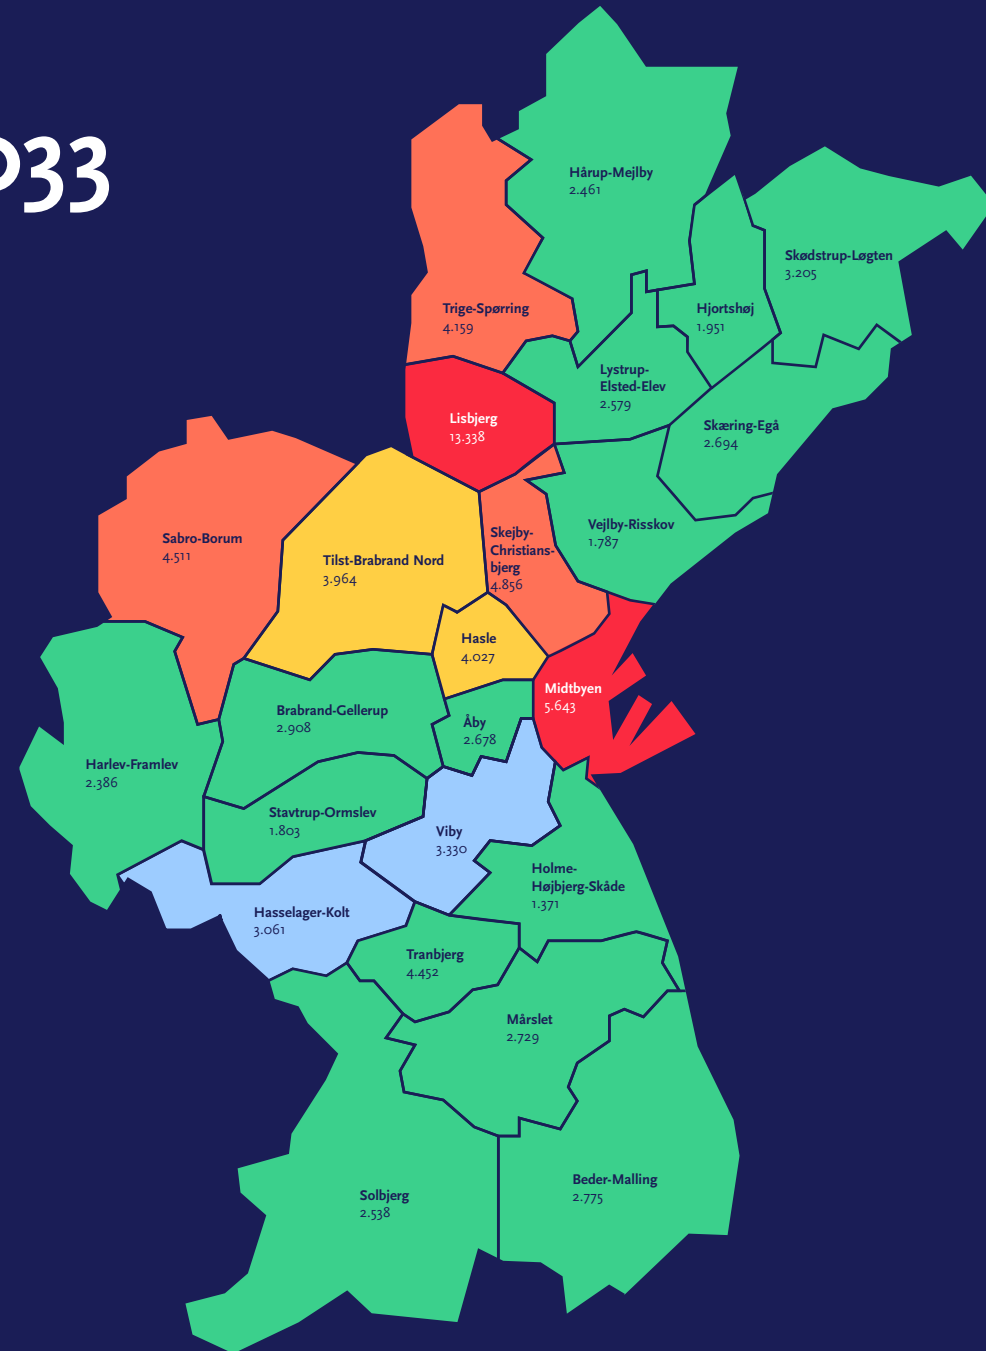 33
Hårup-Mejlby
2.461
Skødstrup-Løgten
3.205
Trige-Spørring
4.159
Hjortshøj
1.951
Lystrup-
Elsted-Elev
2.579
Lisbjerg
13.338
Skæring-Egå
2.694
Vejlby-Risskov
1.787
Skejby-
Christians-
bjerg
4.856
Sabro-Borum
4.511
Tilst-Brabrand Nord
3.964
Hasle
4.027
Midtbyen
5.643
Brabrand-Gellerup
2.908
Åby
2.678
Harlev-Framlev
2.386
Stavtrup-Ormslev
1.803
Viby
3.330
Holme-
Højbjerg-Skåde
1.371
Hasselager-Kolt
3.061
Tranbjerg
4.452
Mårslet
2.729
Beder-Malling
2.775
Solbjerg
2.538